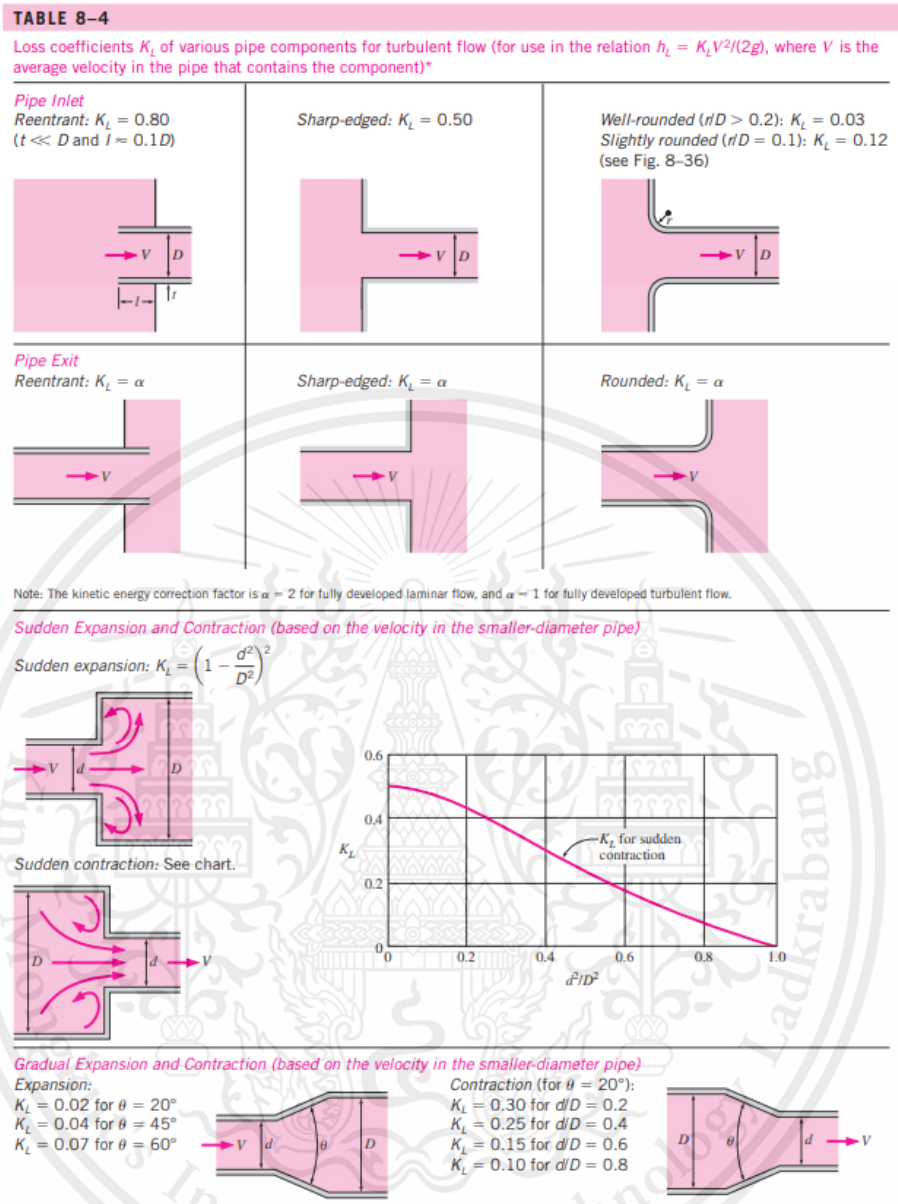 TABLE 8–4
Loss coefficients K_L of various pipe components for turbulent flow (for use in the relation h_L = K_LV²/(2g), where V is the
average velocity in the pipe that contains the component)*
Pipe Inlet
Reentrant: K_L = 0.80
(t << D and l ≈ 0.1D)
Sharp-edged: K_L = 0.50
Well-rounded (r/D > 0.2): K_L = 0.03
Slightly rounded (r/D = 0.1): K_L = 0.12
(see Fig. 8–36)
V
D
l
t
V
D
r
V
D
Pipe Exit
Reentrant: K_L = α
Sharp-edged: K_L = α
Rounded: K_L = α
V
V
V
Note: The kinetic energy correction factor is α = 2 for fully developed laminar flow, and α = 1 for fully developed turbulent flow.
Sudden Expansion and Contraction (based on the velocity in the smaller-diameter pipe)
Sudden expansion: K_L = (1 − d²/D²)²
V
d
D
Sudden contraction: See chart.
D
d
V
0.6
0.4
K_L
0.2
0
K_L for sudden
contraction
0
0.2
0.4
0.6
0.8
1.0
d²/D²
Gradual Expansion and Contraction (based on the velocity in the smaller-diameter pipe)
Expansion:
K_L = 0.02 for θ = 20°
K_L = 0.04 for θ = 45°
K_L = 0.07 for θ = 60°
V
d
θ
D
Contraction (for θ = 20°):
K_L = 0.30 for d/D = 0.2
K_L = 0.25 for d/D = 0.4
K_L = 0.15 for d/D = 0.6
K_L = 0.10 for d/D = 0.8
D
θ
d
V
Ladkrabang